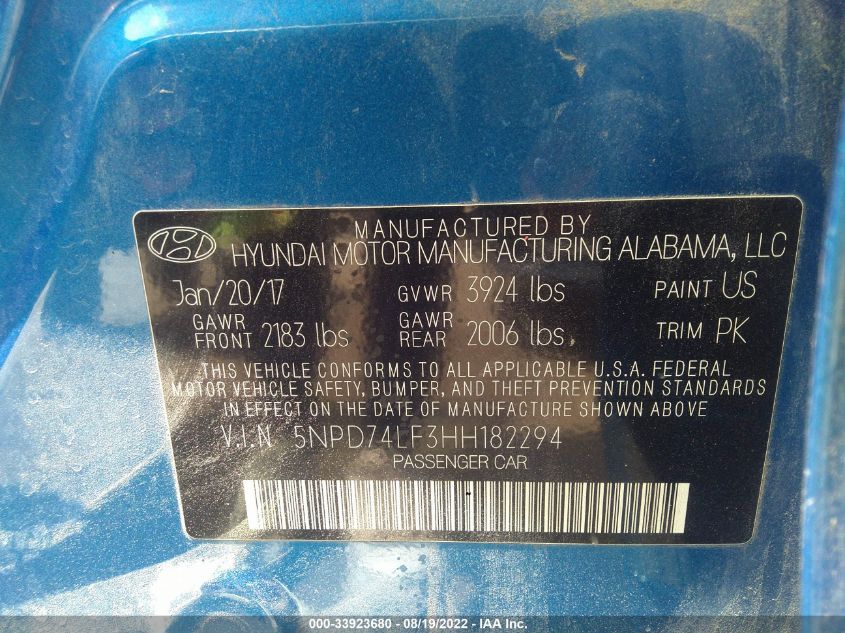 MANUFACTURED BY
HYUNDAI MOTOR MANUFACTURING ALABAMA, LLC
Jan/20/17 GVWR 3924 lbs PAINT US
GAWR FRONT 2183 lbs GAWR REAR 2006 lbs TRIM PK
THIS VEHICLE CONFORMS TO ALL APPLICABLE U.S.A. FEDERAL
MOTOR VEHICLE SAFETY, BUMPER, AND THEFT PREVENTION STANDARDS
IN EFFECT ON THE DATE OF MANUFACTURE SHOWN ABOVE
V.I.N 5NPD74LF3HH182294
PASSENGER CAR
000-33923680 - 08/19/2022 - IAA Inc.